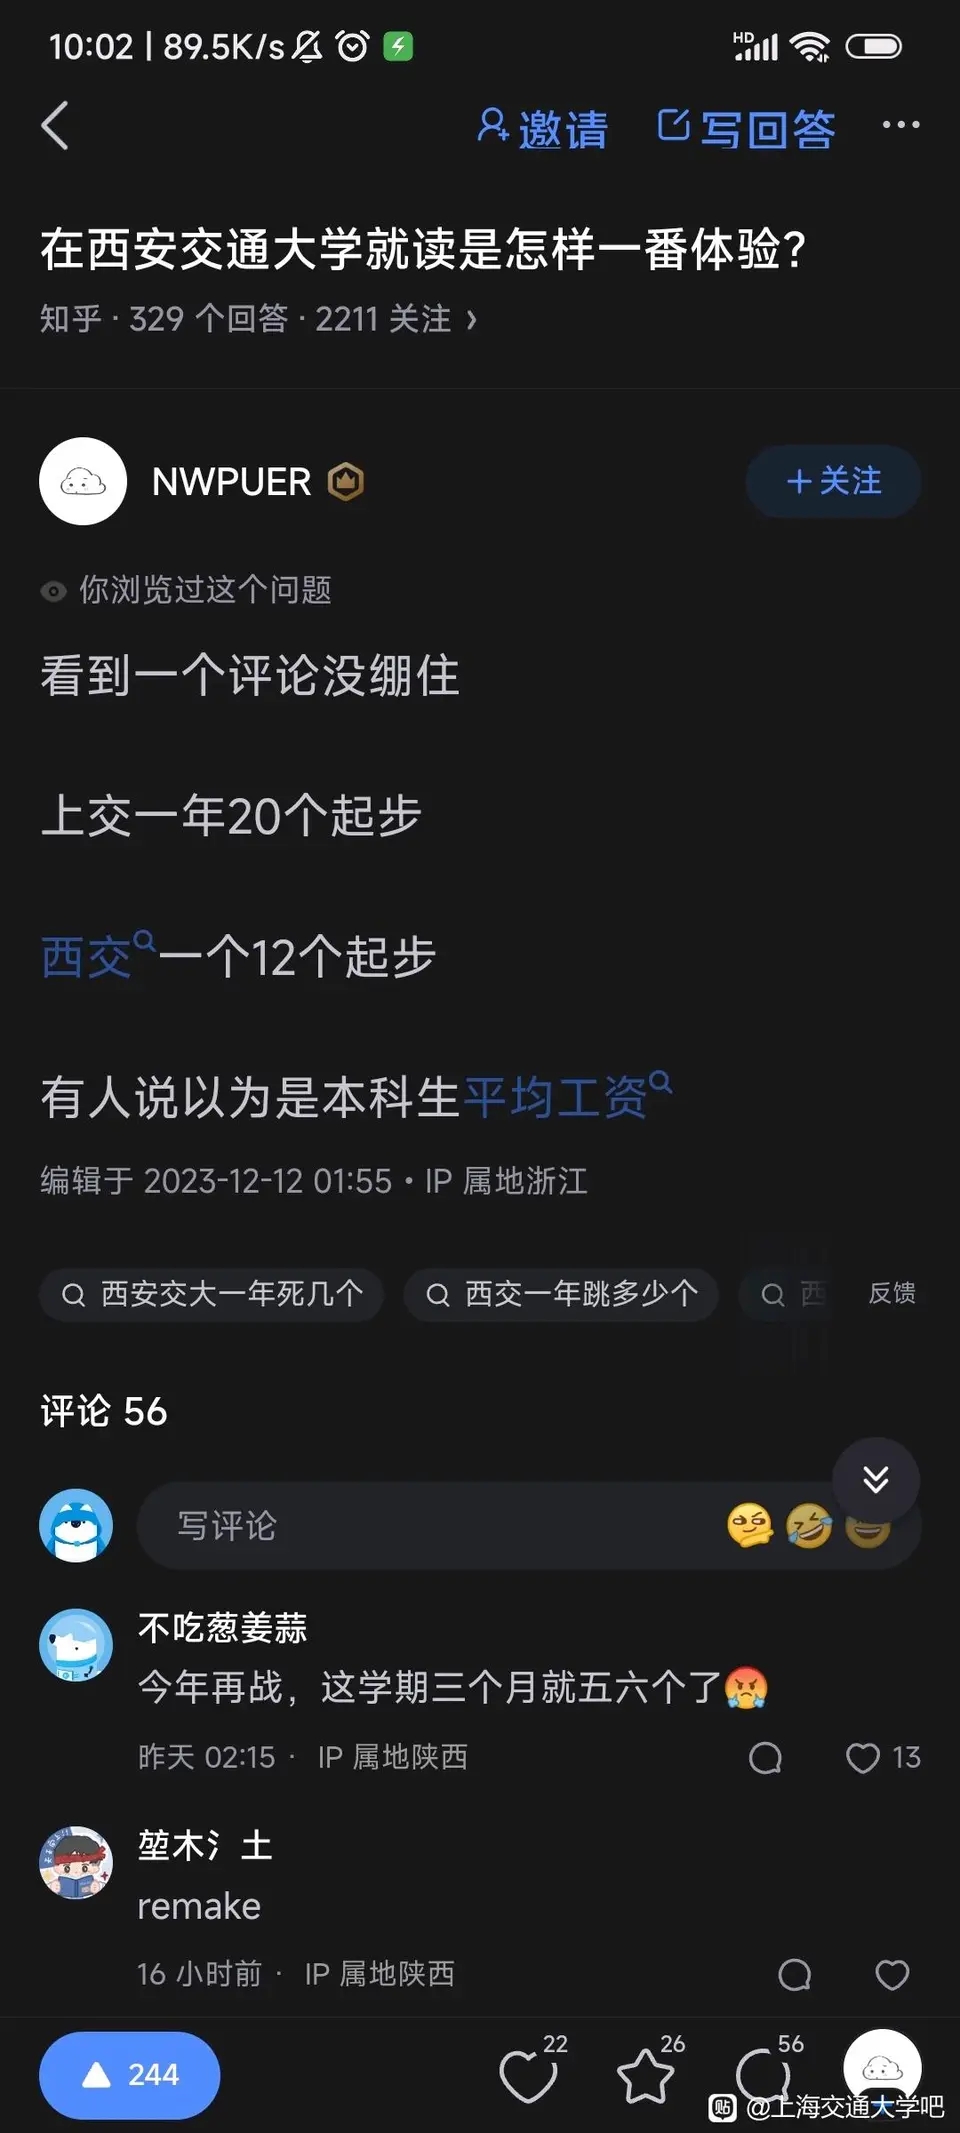 10:02 | 89.5K/s
HD
邀请 写回答
在西安交通大学就读是怎样一番体验?
知乎 · 329 个回答 · 2211 关注 ›
NWPUER
+ 关注
你浏览过这个问题
看到一个评论没绷住
上交一年20个起步
西交一个12个起步
有人说以为是本科生平均工资
编辑于 2023-12-12 01:55 · IP 属地浙江
西安交大一年死几个 西交一年跳多少个 西 反馈
评论 56
写评论
不吃葱姜蒜
今年再战，这学期三个月就五六个了
昨天 02:15 · IP 属地陕西
13
堃木氵土
remake
16 小时前 · IP 属地陕西
244
22
26
56
贴 @上海交通大学吧